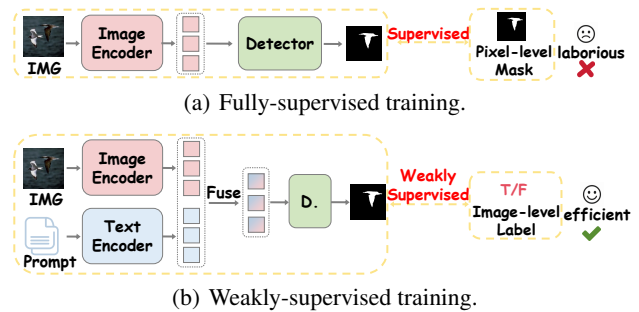 IMG
Image
Encoder
Detector
Supervised
Pixel-level
Mask
laborious
(a) Fully-supervised training.
IMG
Image
Encoder
Prompt
Text
Encoder
Fuse
D.
Weakly
Supervised
T/F
Image-level
Label
efficient
(b) Weakly-supervised training.